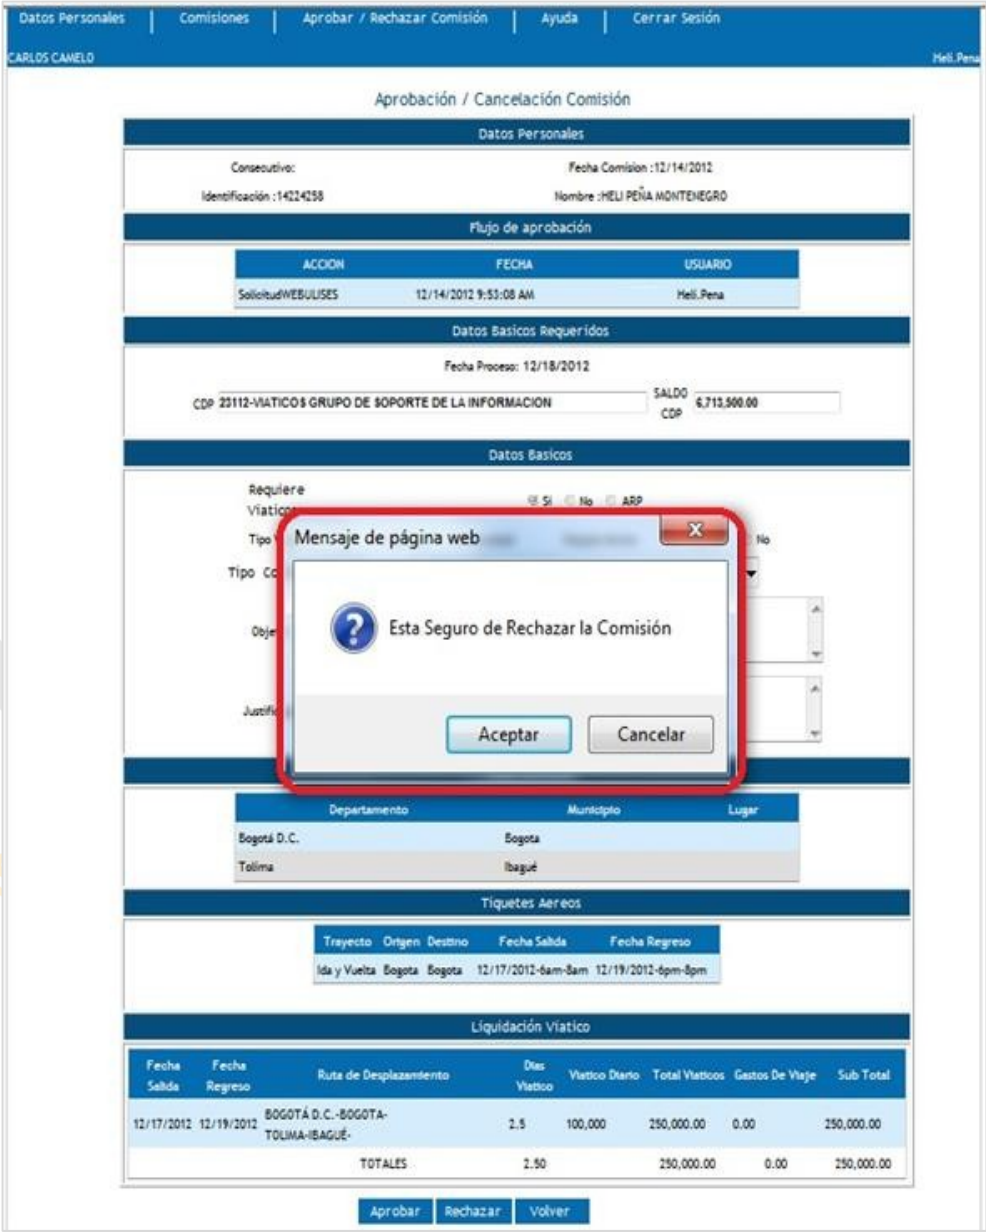 Datos Personales | Comisiones | Aprobar / Rechazar Comisión | Ayuda | Cerrar Sesión
CARLOS CAMELO Heli.Pena
Aprobación / Cancelación Comisión
Datos Personales
Consecutivo: Fecha Comision :12/14/2012
Identificación :14224258 Nombre :HELI PEÑA MONTENEGRO
Flujo de aprobación
ACCION FECHA USUARIO
SolicitudWEBULISES 12/14/2012 9:53:08 AM Heli.Pena
Datos Basicos Requeridos
Fecha Proceso: 12/18/2012
CDP 23112-VIATICOS GRUPO DE SOPORTE DE LA INFORMACION SALDO CDP 6,713,500.00
Datos Basicos
Requiere
Si No ARP
Tipo No
Mensaje de página web
Tipo
Esta Seguro de Rechazar la Comisión
Aceptar Cancelar
Departamento Municipio Lugar
Bogotá D.C. Bogota
Tolima Ibagué
Tiquetes Aereos
Trayecto Origen Destino Fecha Salida Fecha Regreso
Ida y Vuelta Bogota Bogota 12/17/2012-6am-8am 12/19/2012-6pm-8pm
Liquidación Viatico
Fecha Salida Fecha Regreso Ruta de Desplazamiento Dias Viatico Viatico Diario Total Viaticos Gastos De Viaje Sub Total
12/17/2012 12/19/2012 BOGOTÁ D.C.-BOGOTA-TOLIMA-IBAGUÉ- 2.5 100,000 250,000.00 0.00 250,000.00
TOTALES 2.50 250,000.00 0.00 250,000.00
Aprobar Rechazar Volver